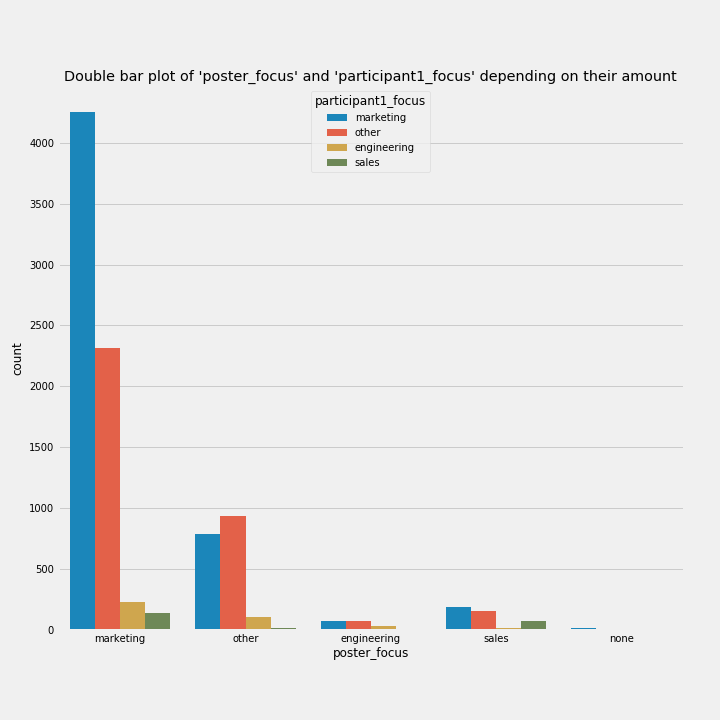 Double bar plot of 'poster_focus' and 'participant1_focus' depending on their amount
participant1_focus
marketing
other
engineering
sales
4000
3500
3000
2500
2000
1500
1000
500
0
count
marketing other engineering sales none
poster_focus